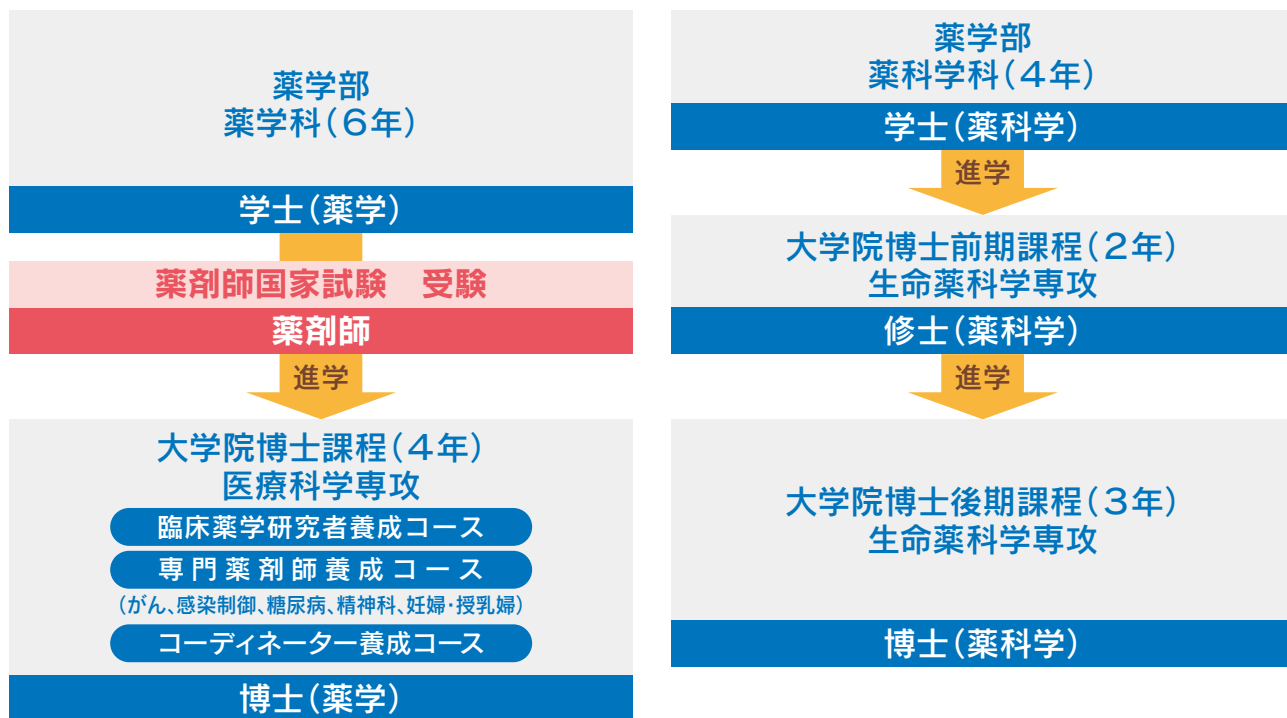 薬学部
薬学科(6年)
学士(薬学)
薬剤師国家試験　受験
薬剤師
進学
大学院博士課程(4年)
医療科学専攻
臨床薬学研究者養成コース
専門薬剤師養成コース
(がん、感染制御、糖尿病、精神科、妊婦・授乳婦)
コーディネーター養成コース
博士(薬学)
薬学部
薬科学科(4年)
学士(薬科学)
進学
大学院博士前期課程(2年)
生命薬科学専攻
修士(薬科学)
進学
大学院博士後期課程(3年)
生命薬科学専攻
博士(薬科学)